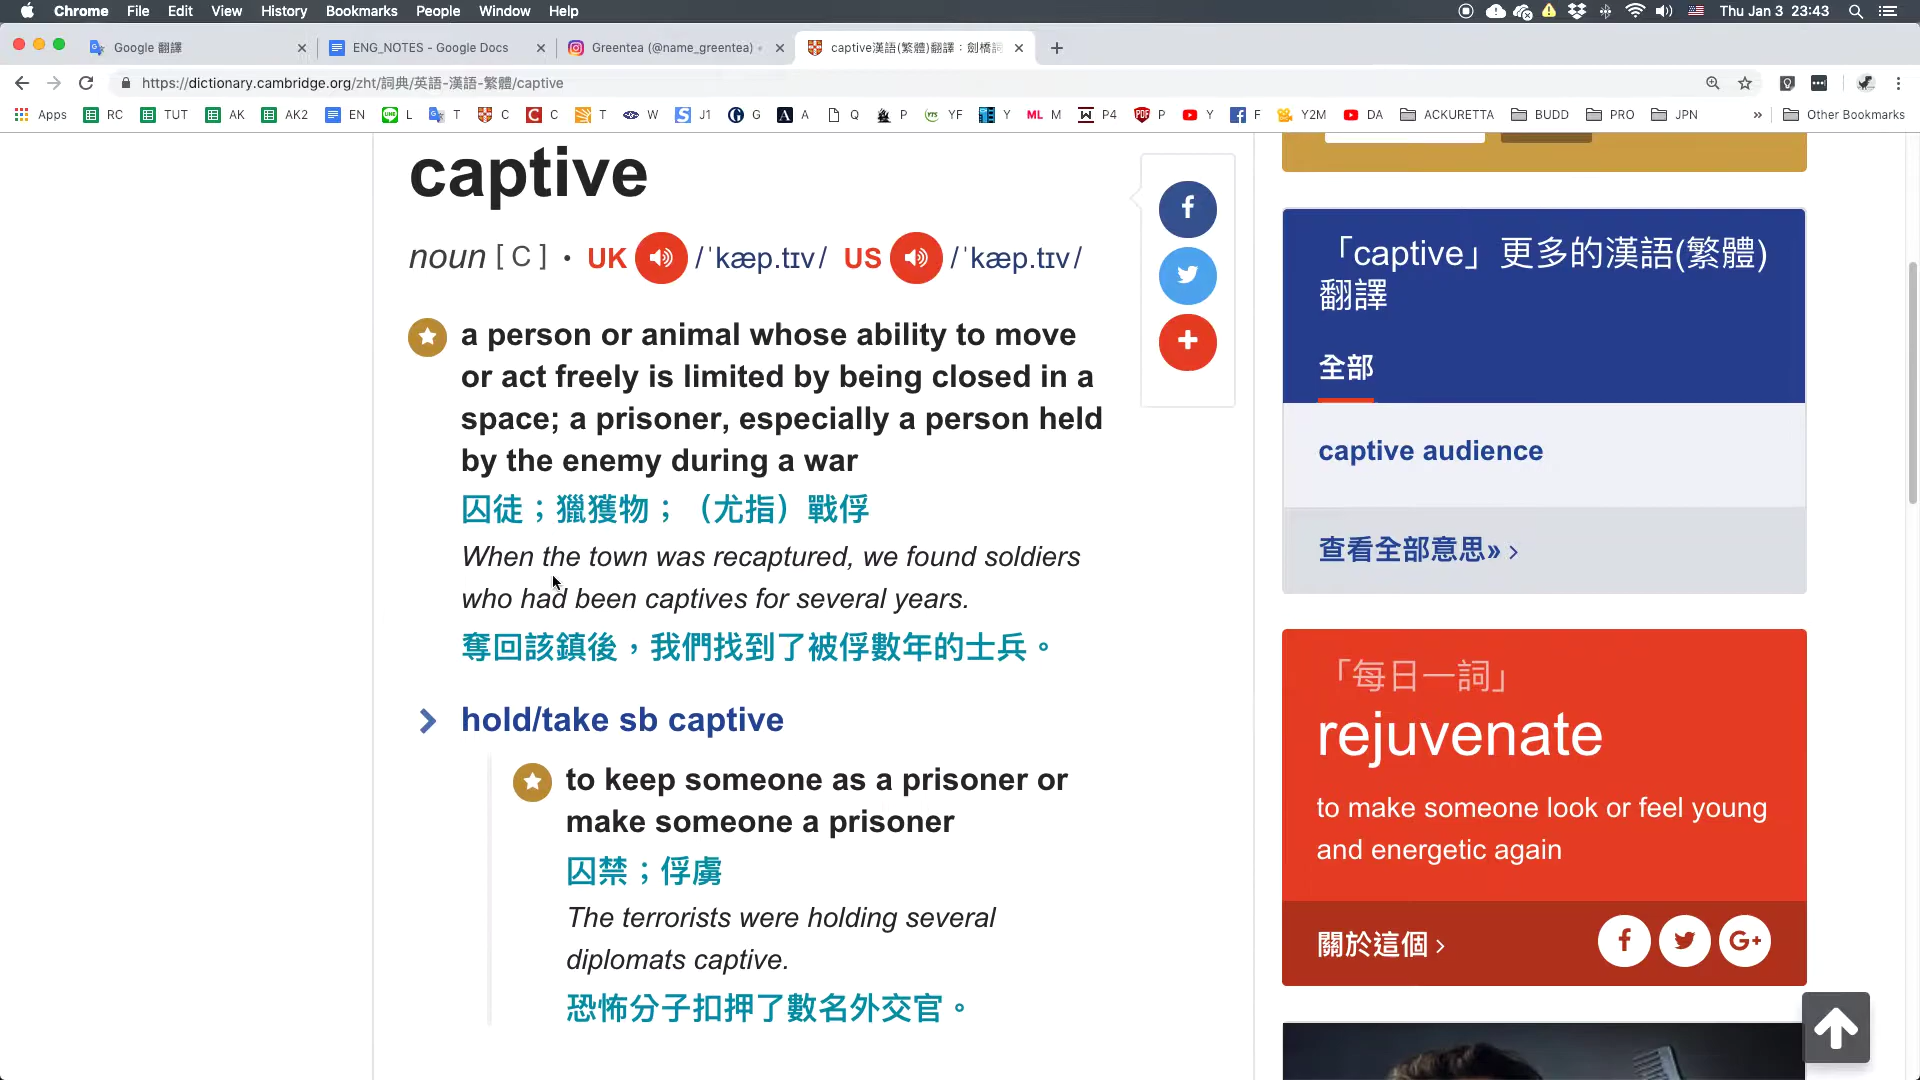 Chrome File Edit View History Bookmarks People Window Help Thu Jan 3 23:43
Google 翻譯 ENG_NOTES - Google Docs Greentea (@name_greentea) • captive漢語(繁體)翻譯：劍橋詞
https://dictionary.cambridge.org/zht/詞典/英語-漢語-繁體/captive
Apps RC TUT AK AK2 EN L T C C T W J1 G A Q P YF Y M P4 P Y F Y2M DA ACKURETTA BUDD PRO JPN » Other Bookmarks
captive
noun [ C ] • UK /ˈkæp.tɪv/ US /ˈkæp.tɪv/
a person or animal whose ability to move
or act freely is limited by being closed in a
space; a prisoner, especially a person held
by the enemy during a war
囚徒；獵獲物；（尤指）戰俘
When the town was recaptured, we found soldiers
who had been captives for several years.
奪回該鎮後，我們找到了被俘數年的士兵。
hold/take sb captive
to keep someone as a prisoner or
make someone a prisoner
囚禁；俘虜
The terrorists were holding several
diplomats captive.
恐怖分子扣押了數名外交官。
「captive」更多的漢語(繁體)
翻譯
全部
captive audience
查看全部意思» ›
「每日一詞」
rejuvenate
to make someone look or feel young
and energetic again
關於這個 ›